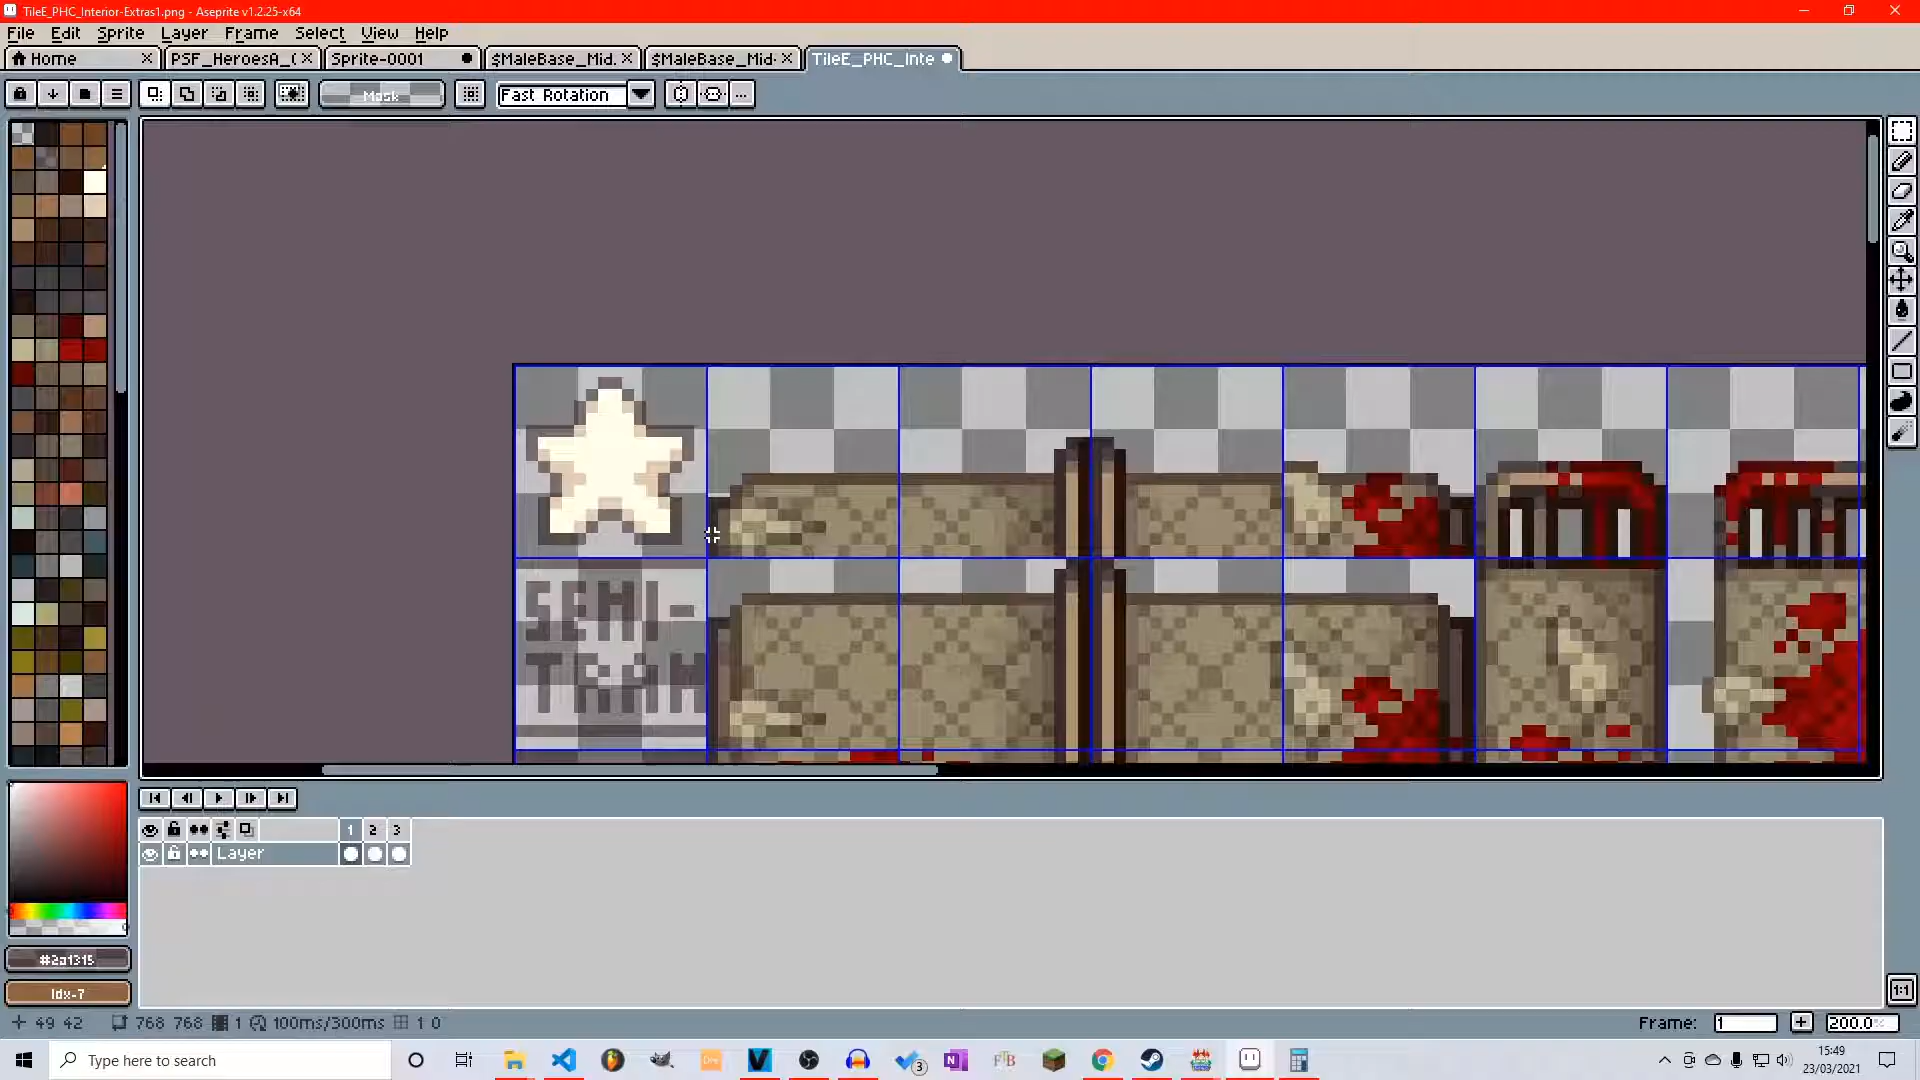 TileE_PHC_Interior-Extras1.png - Aseprite v1.2.25-x64
File Edit Sprite Layer Frame Select View Help
Home PSF_HeroesA_( Sprite-0001 $MaleBase_Mid. $MaleBase_Mid- TileE_PHC_Inte
Mask Fast Rotation ...
SEMI-
TRAN
1 2 3
Layer
#2a1315
Idx-7
1:1
49 42 768 768 1 100ms/300ms 1 0 Frame: 1 + 200.0
Type here to search
3
15:49
23/03/2021